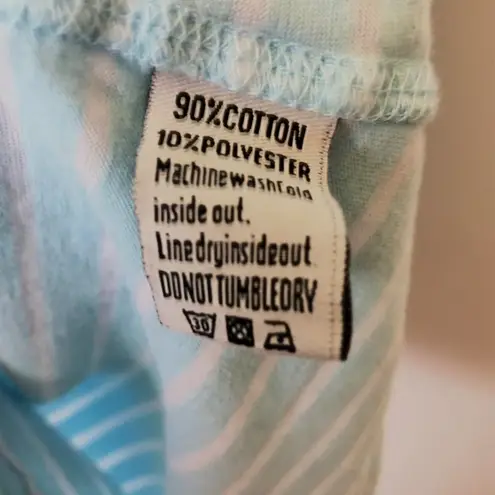 90%COTTON
10%POLYESTER
Machinewashcold
inside out.
Linedryinsideout
DONOTTUMBLEDRY
30